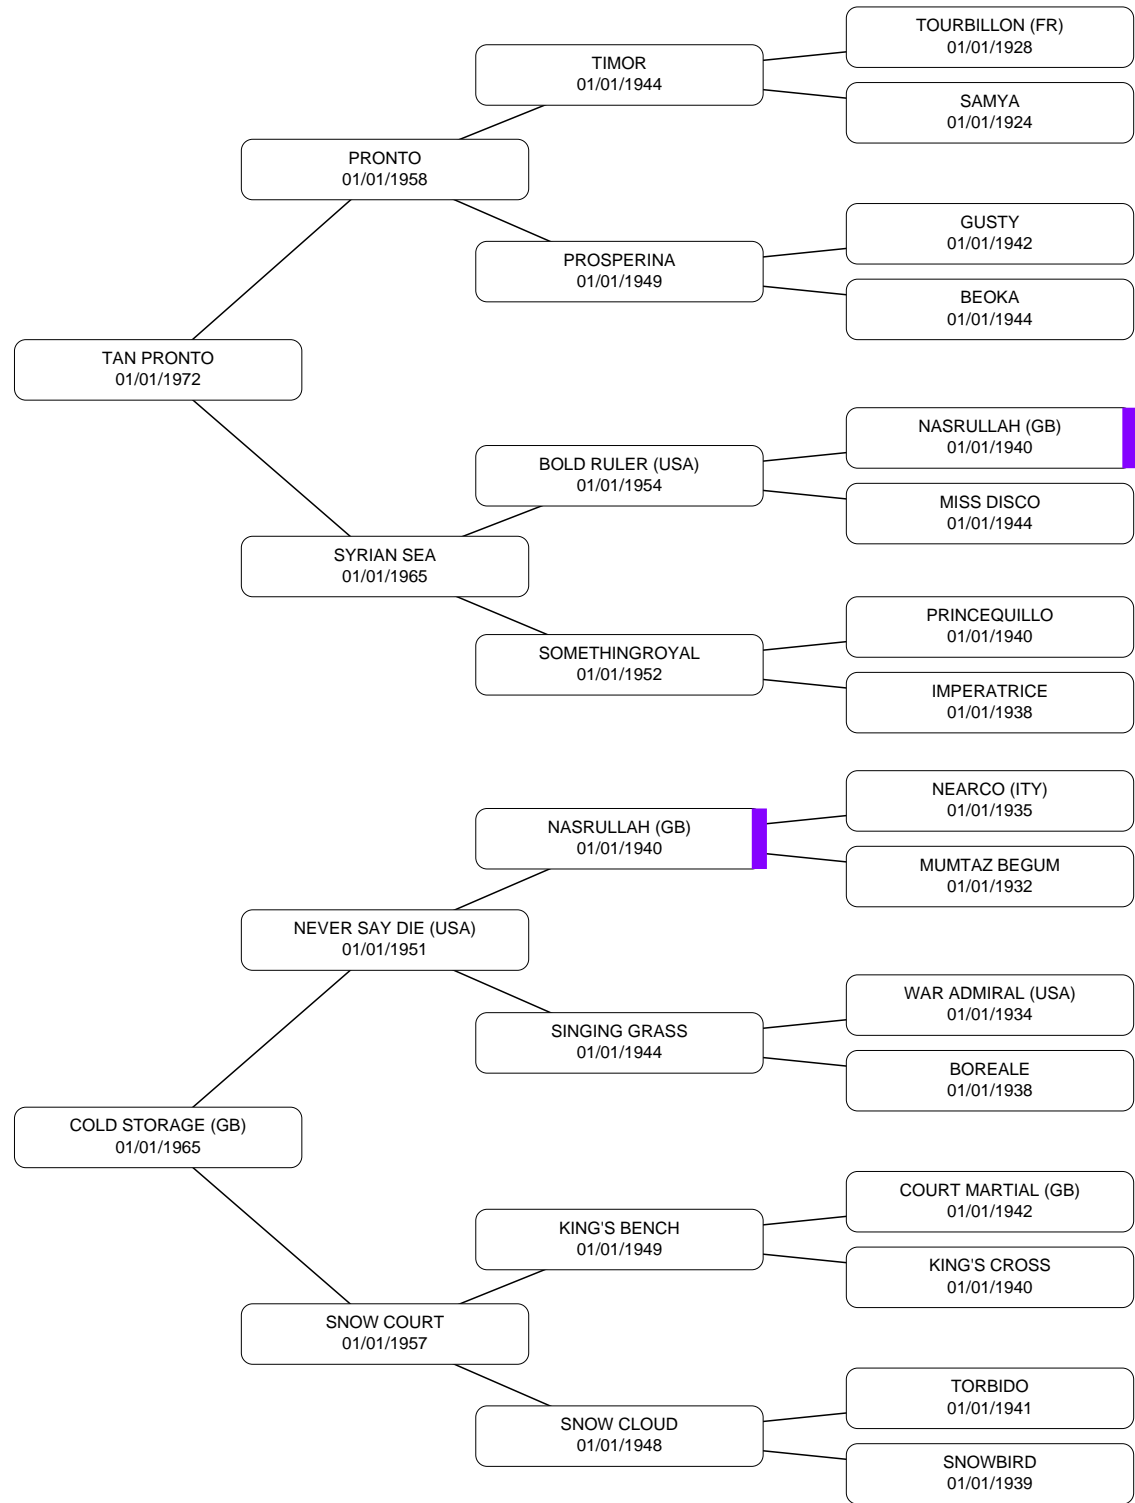 TOURBILLON (FR)
01/01/1928
TIMOR
01/01/1944
SAMYA
01/01/1924
PRONTO
01/01/1958
GUSTY
01/01/1942
PROSPERINA
01/01/1949
BEOKA
01/01/1944
TAN PRONTO
01/01/1972
NASRULLAH (GB)
01/01/1940
BOLD RULER (USA)
01/01/1954
MISS DISCO
01/01/1944
SYRIAN SEA
01/01/1965
PRINCEQUILLO
01/01/1940
SOMETHINGROYAL
01/01/1952
IMPERATRICE
01/01/1938
NEARCO (ITY)
01/01/1935
NASRULLAH (GB)
01/01/1940
MUMTAZ BEGUM
01/01/1932
NEVER SAY DIE (USA)
01/01/1951
WAR ADMIRAL (USA)
01/01/1934
SINGING GRASS
01/01/1944
BOREALE
01/01/1938
COLD STORAGE (GB)
01/01/1965
COURT MARTIAL (GB)
01/01/1942
KING'S BENCH
01/01/1949
KING'S CROSS
01/01/1940
SNOW COURT
01/01/1957
TORBIDO
01/01/1941
SNOW CLOUD
01/01/1948
SNOWBIRD
01/01/1939